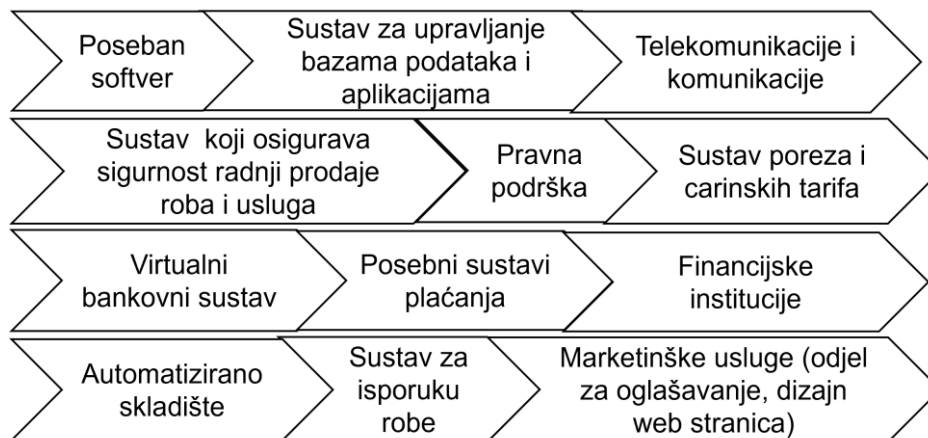 Poseban
softver
Sustav za upravljanje
bazama podataka i
aplikacijama
Telekomunikacije i
komunikacije
Sustav koji osigurava
sigurnost radnji prodaje
roba i usluga
Pravna
podrška
Sustav poreza i
carinskih tarifa
Virtualni
bankovni sustav
Posebni sustavi
plaćanja
Financijske
institucije
Automatizirano
skladište
Sustav za
isporuku
robe
Marketinške usluge (odjel
za oglašavanje, dizajn
web stranica)